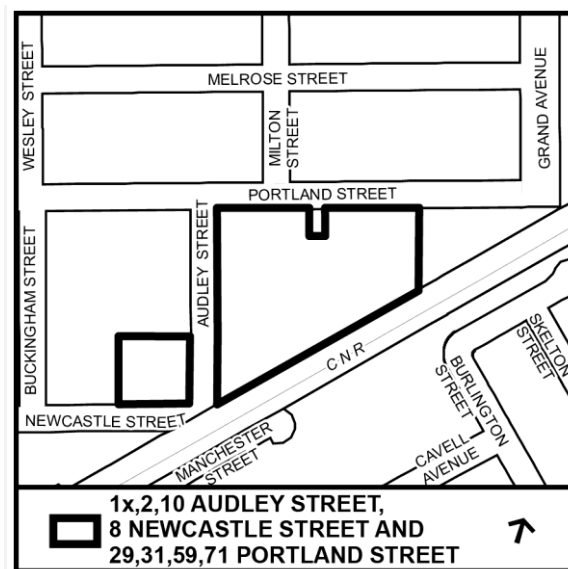 WESLEY STREET
MELROSE STREET
MILTON
STREET
GRAND AVENUE
PORTLAND STREET
BUCKINGHAM STREET
AUDLEY STREET
NEWCASTLE STREET
CNR
MANCHESTER
STREET
BURLINGTON
STREET
SKELTON
STREET
CAVELL
AVENUE
1x,2,10 AUDLEY STREET,
8 NEWCASTLE STREET AND
29,31,59,71 PORTLAND STREET